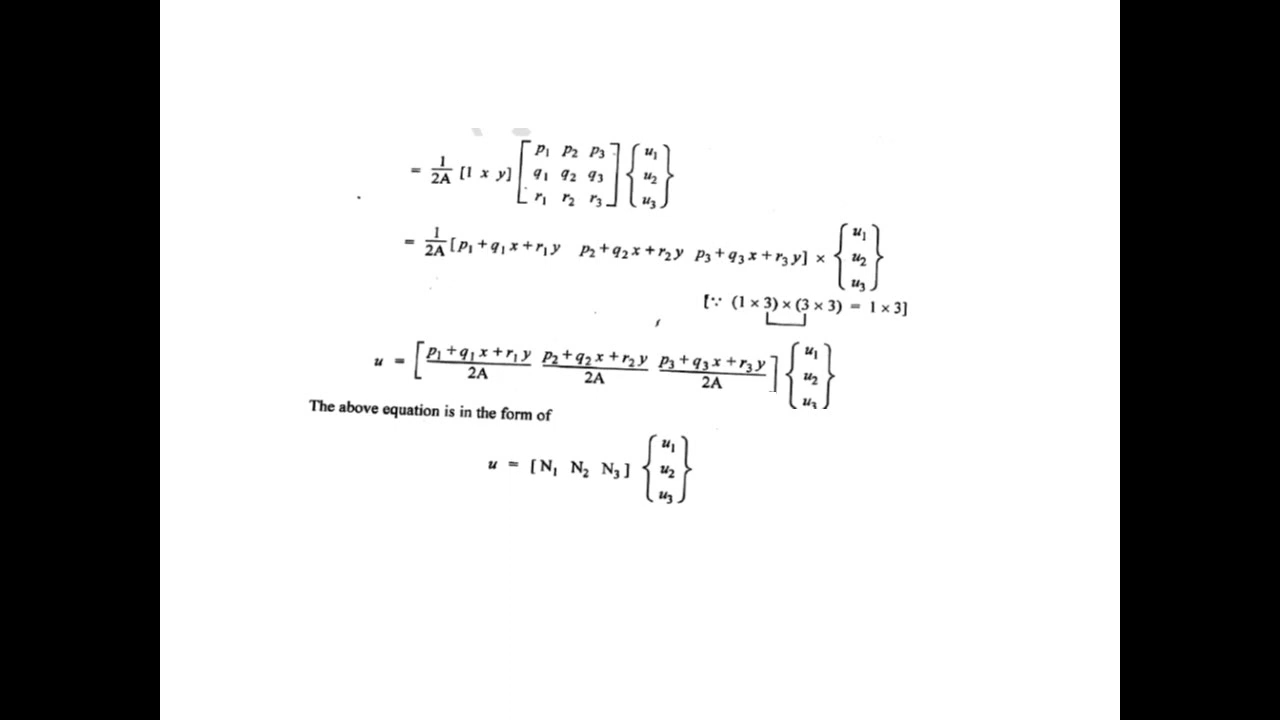 = 1/2A [1 x y] [p₁ p₂ p₃ q₁ q₂ q₃ r₁ r₂ r₃] {u₁ u₂ u₃}
= 1/2A [p₁ + q₁ x + r₁ y p₂ + q₂ x + r₂ y p₃ + q₃ x + r₃ y] × {u₁ u₂ u₃}
[∵ (1 × 3) × (3 × 3) = 1 × 3]
u = [p₁ + q₁ x + r₁ y/2A p₂ + q₂ x + r₂ y/2A p₃ + q₃ x + r₃ y/2A] {u₁ u₂ u₃}
The above equation is in the form of
u = [N₁ N₂ N₃] {u₁ u₂ u₃}